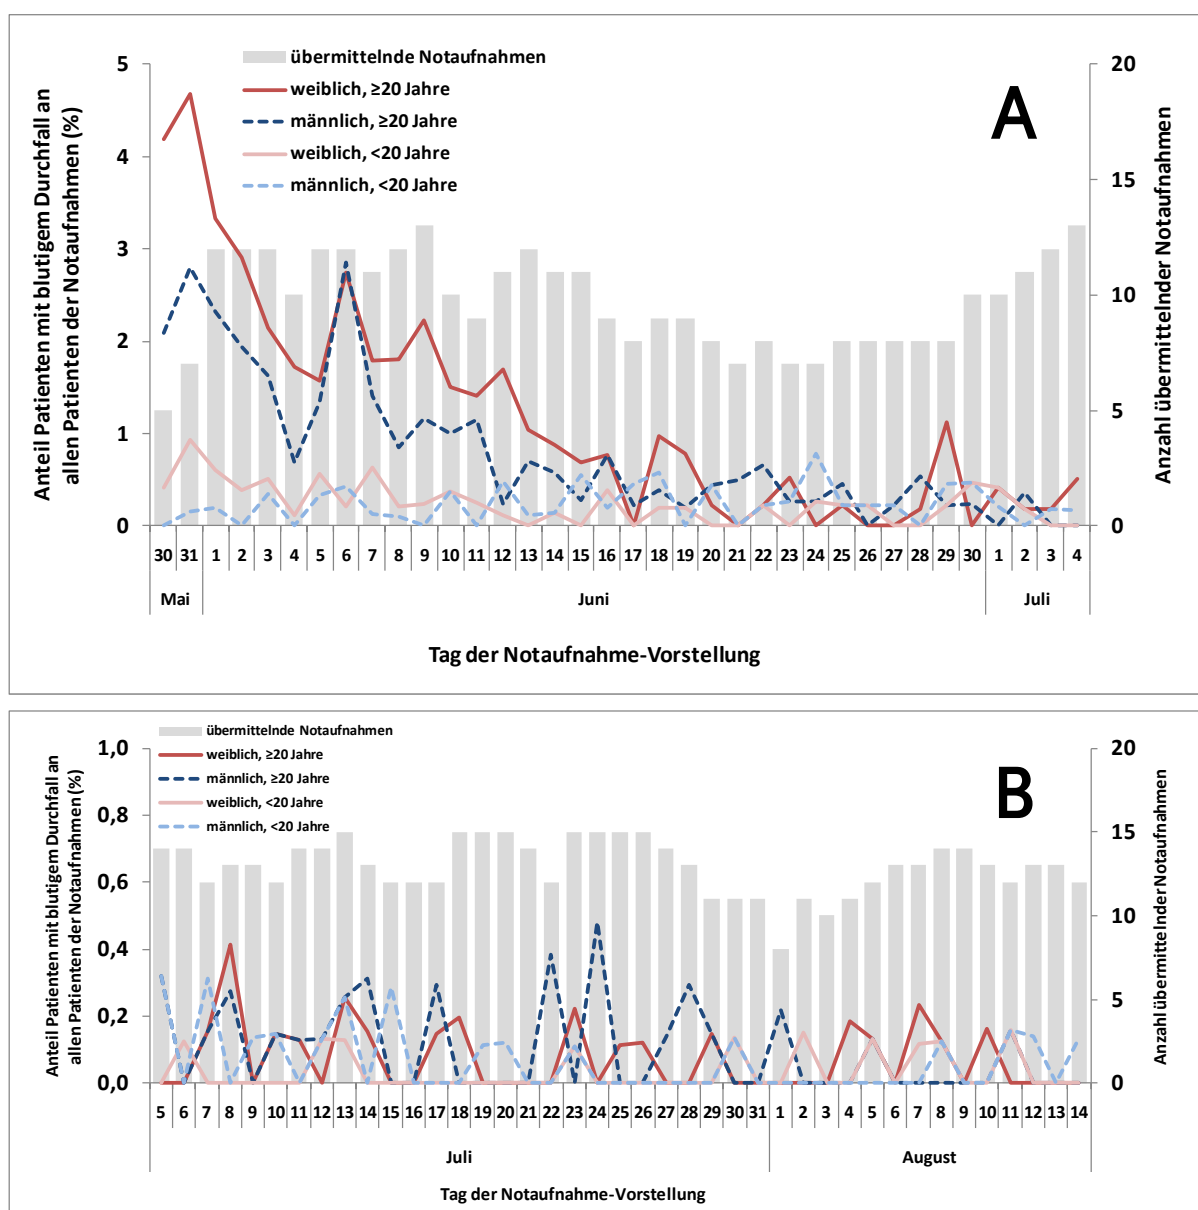 übermittelnde Notaufnahmen
weiblich, ≥20 Jahre
männlich, ≥20 Jahre
weiblich, <20 Jahre
männlich, <20 Jahre
A
Anteil Patienten mit blutigem Durchfall an
allen Patienten der Notaufnahmen (%)
5
4
3
2
1
0
20
15
10
5
0
Anzahl übermittelnder Notaufnahmen
30 31 1 2 3 4 5 6 7 8 9 10 11 12 13 14 15 16 17 18 19 20 21 22 23 24 25 26 27 28 29 30 1 2 3 4
Mai Juni Juli
Tag der Notaufnahme-Vorstellung
übermittelnde Notaufnahmen
weiblich, ≥20 Jahre
männlich, ≥20 Jahre
weiblich, <20 Jahre
männlich, <20 Jahre
B
Anteil Patienten mit blutigem Durchfall an
allen Patienten der Notaufnahmen (%)
1,0
0,8
0,6
0,4
0,2
0,0
20
15
10
5
0
Anzahl übermittelnder Notaufnahmen
5 6 7 8 9 10 11 12 13 14 15 16 17 18 19 20 21 22 23 24 25 26 27 28 29 30 31 1 2 3 4 5 6 7 8 9 10 11 12 13 14
Juli August
Tag der Notaufnahme-Vorstellung